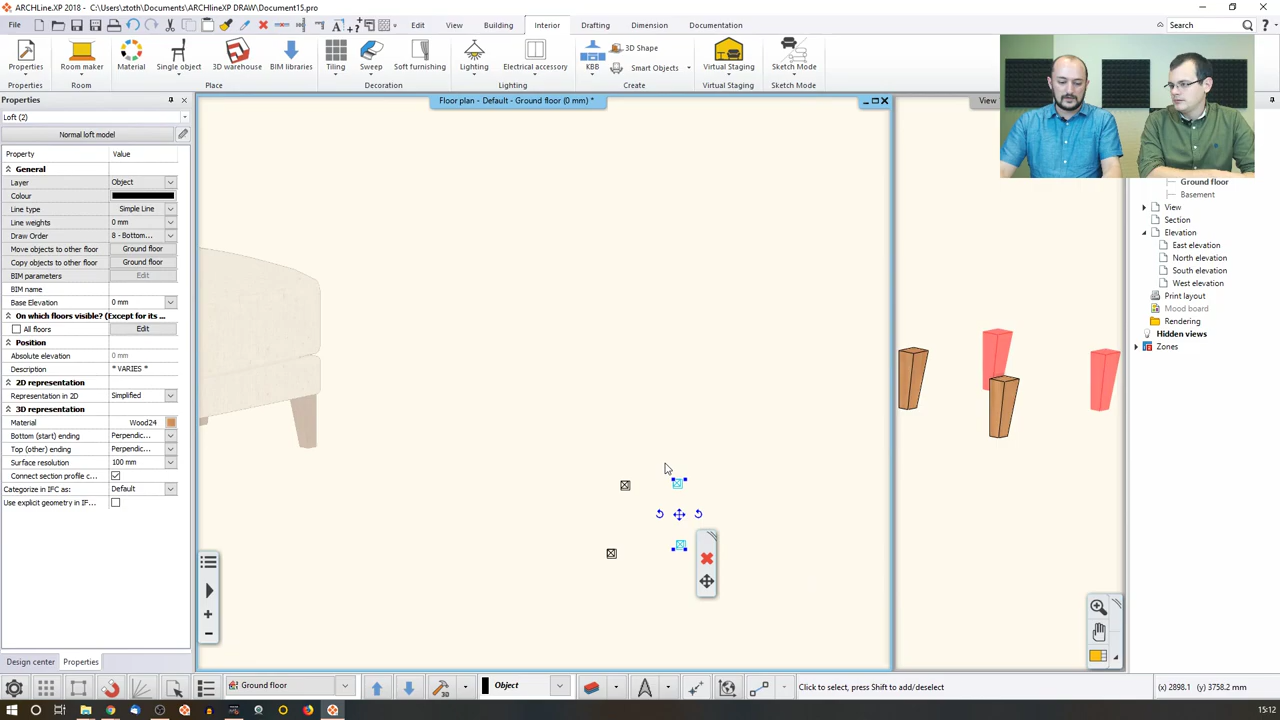 ARCHLine.XP 2018 - C:\Users\ztoth\Documents\ARCHlineXP DRAW\Document15.pro
Edit View Building Interior Drafting Dimension Documentation Search
Properties Room maker Material Single object 3D warehouse BIM libraries Tiling Sweep Soft furnishing Lighting Electrical accessory KBB 3D Shape Smart Objects Virtual Staging Sketch Mode
Properties Room Place Decoration Lighting Create Virtual Staging Sketch Mode
Properties
Loft (2)
Normal loft model
Property Value
General
Layer Object
Colour
Line type Simple Line
Line weights 0 mm
Draw Order 8 - Bottom...
Move objects to other floor Ground floor
Copy objects to other floor Ground floor
BIM parameters Edit
BIM name
Base Elevation 0 mm
On which floors visible? (Except for its ...
All floors Edit
Position
Absolute elevation 0 mm
Description * VARIES *
2D representation
Representation in 2D Simplified
3D representation
Material Wood24
Bottom (start) ending Perpendic...
Top (other) ending Perpendic...
Surface resolution 100 mm
Connect section profile c...
Categorize in IFC as: Default
Use explicit geometry in IF...
Design center Properties
Floor plan - Default - Ground floor (0 mm) *
View
Ground floor
Basement
View
Section
Elevation
East elevation
North elevation
South elevation
West elevation
Print layout
Mood board
Rendering
Hidden views
Zones
Ground floor Object Click to select, press Shift to add/deselect (x) 2898.1 (y) 3758.2 mm
15:12